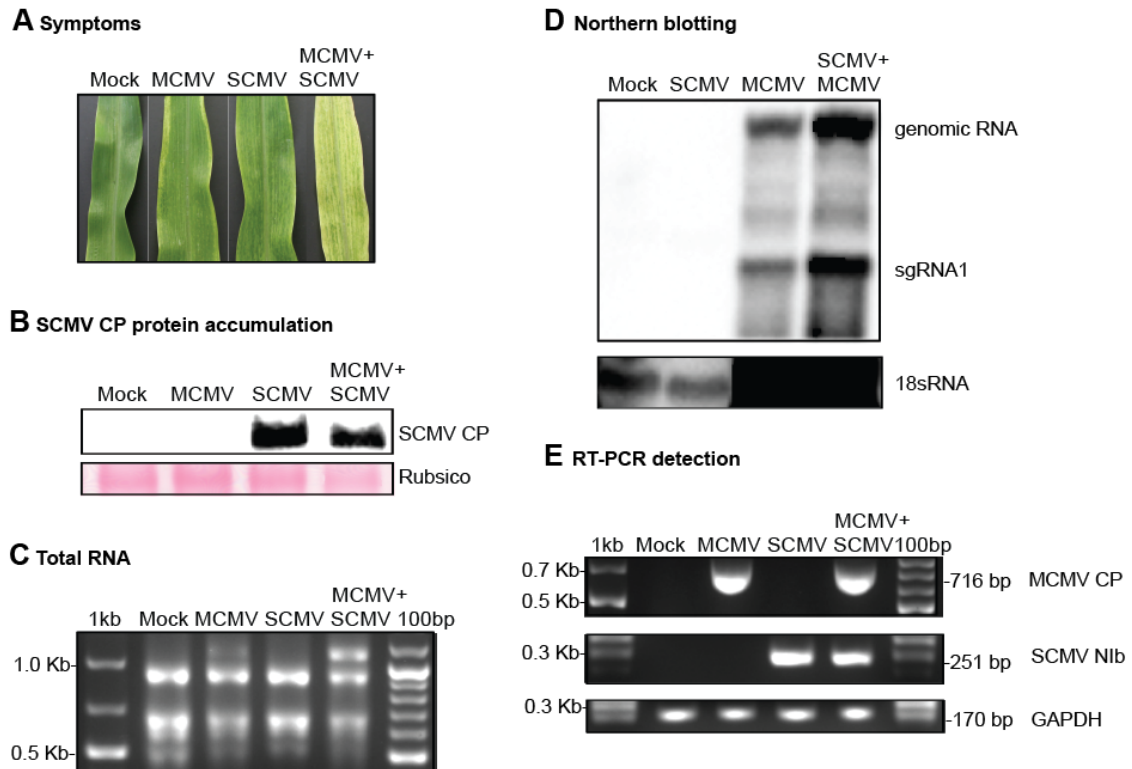 A Symptoms
MCMV+
Mock MCMV SCMV SCMV
B SCMV CP protein accumulation
MCMV+
Mock MCMV SCMV SCMV
SCMV CP
Rubsico
C Total RNA
MCMV+
1kb Mock MCMV SCMV SCMV 100bp
1.0 Kb-
0.5 Kb-
D Northern blotting
SCMV+
Mock SCMV MCMV MCMV
genomic RNA
sgRNA1
18sRNA
E RT-PCR detection
MCMV+
1kb Mock MCMV SCMV SCMV 100bp
0.7 Kb-
-716 bp MCMV CP
0.5 Kb-
0.3 Kb-
-251 bp SCMV NIb
0.3 Kb-
-170 bp GAPDH